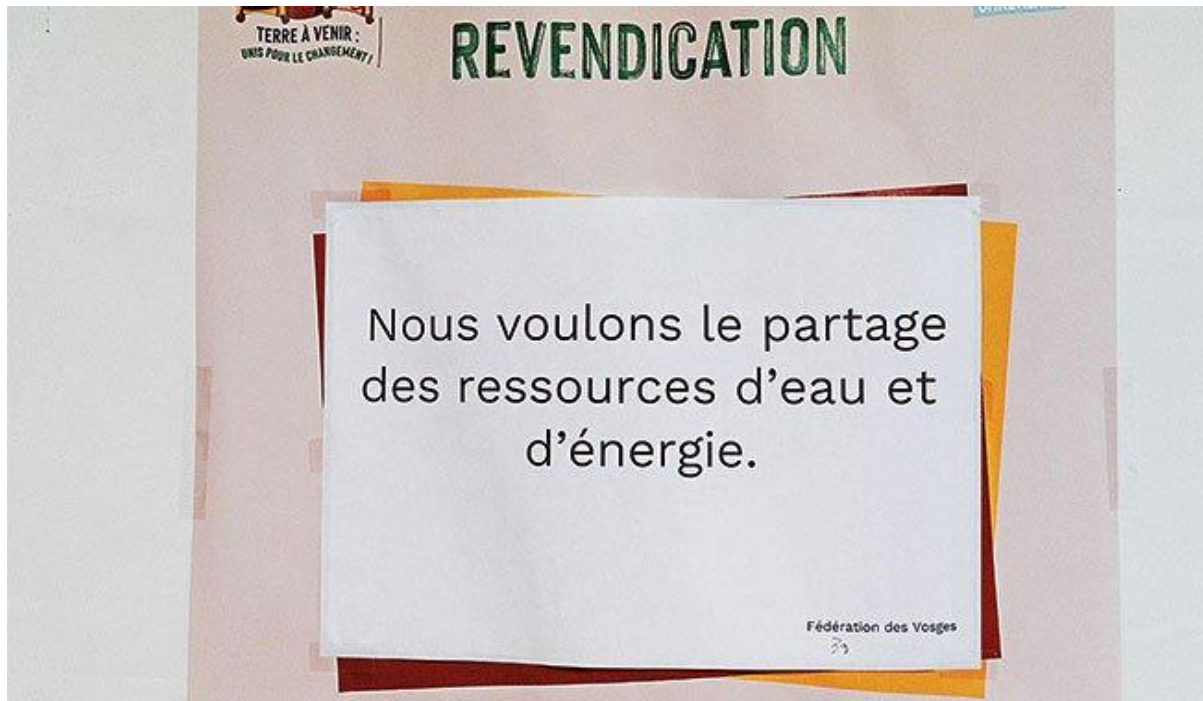 TERRE À VENIR :
UNIS POUR LE CHANGEMENT !
REVENDICATION
Nous voulons le partage
des ressources d’eau et
d’énergie.
Fédération des Vosges